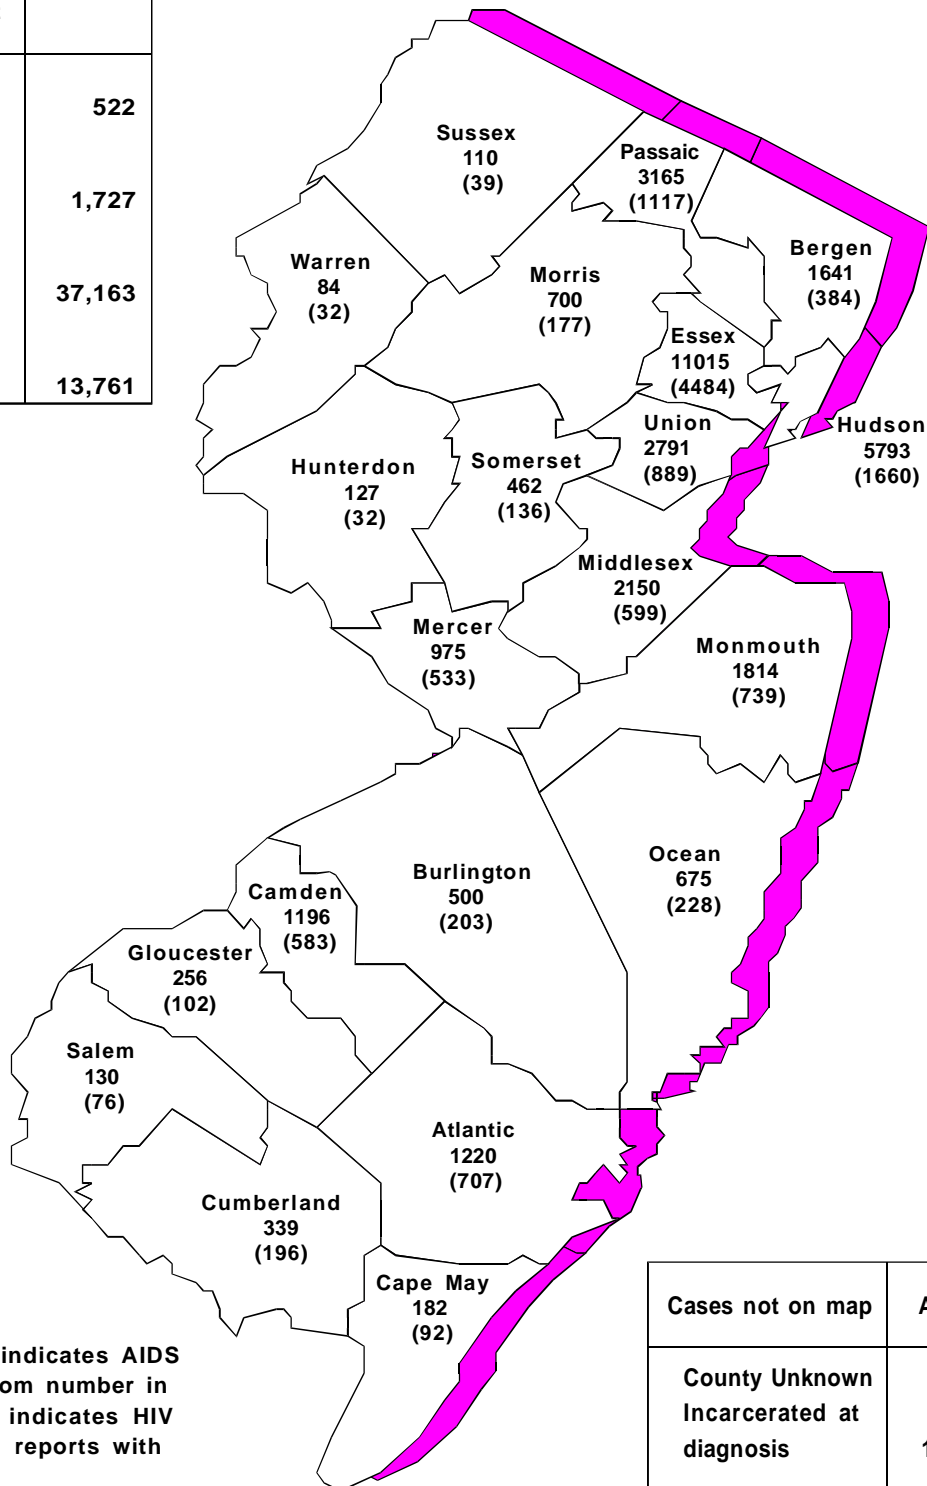 522
1,727
37,163
13,761
Sussex
110
(39)
Passaic
3165
(1117)
Bergen
1641
(384)
Warren
84
(32)
Morris
700
(177)
Essex
11015
(4484)
Union
2791
(889)
Hudson
5793
(1660)
Hunterdon
127
(32)
Somerset
462
(136)
Middlesex
2150
(599)
Mercer
975
(533)
Monmouth
1814
(739)
Ocean
675
(228)
Burlington
500
(203)
Camden
1196
(583)
Gloucester
256
(102)
Salem
130
(76)
Atlantic
1220
(707)
Cumberland
339
(196)
Cape May
182
(92)
indicates AIDS
om number in
indicates HIV
reports with
Cases not on map
County Unknown
Incarcerated at
diagnosis